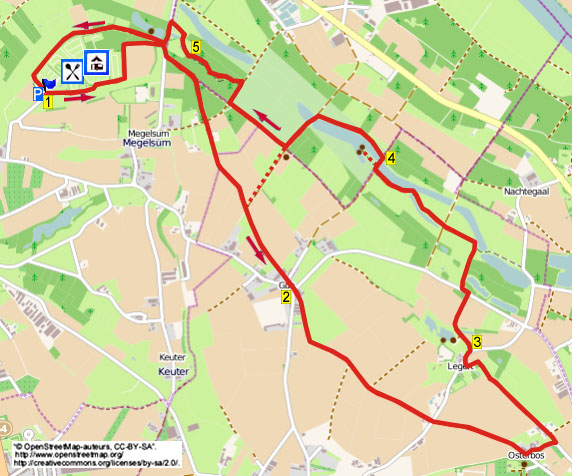 5
P
1
Megelsum
Megelsum
4
Nachtegaal
2
3
Keuter
Keuter
Legert
Osterbos
4
"© OpenStreetMap-auteurs, CC-BY-SA".
http://www.openstreetmap.org/
http://creativecommons.org/licenses/by-sa/2.0/.